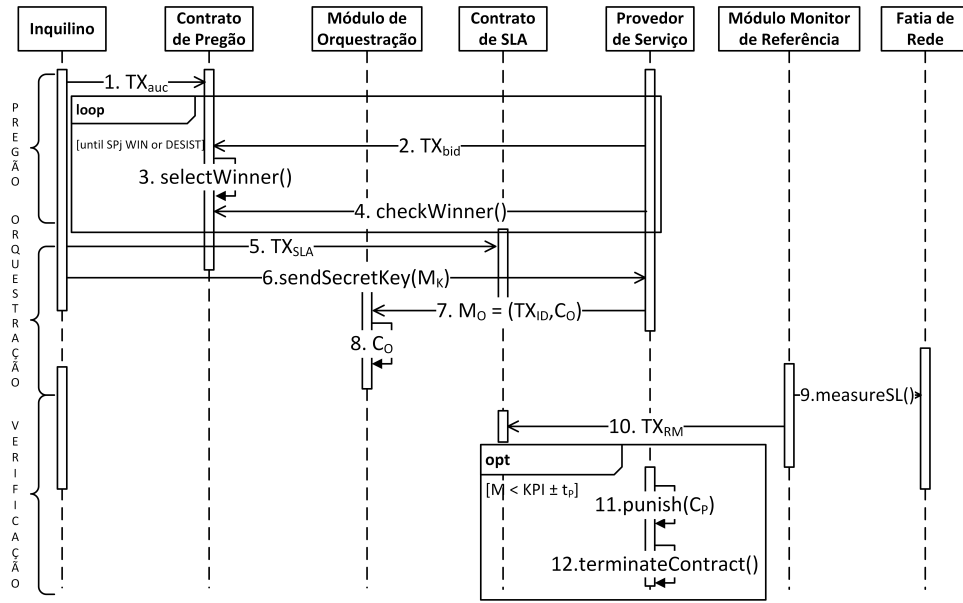 Inquilino
Contrato
de Pregão
Módulo de
Orquestração
Contrato
de SLA
Provedor
de Serviço
Módulo Monitor
de Referência
Fatia de
Rede
PREGÃO
ORQUESTRAÇÃO
VERIFICAÇÃO
1. TXauc
loop
[until SPj WIN or DESIST]
2. TXbid
3. selectWinner()
4. checkWinner()
5. TXSLA
6.sendSecretKey(MK)
7. MO = (TXID,CO)
8. CO
9.measureSL()
10. TXRM
opt
[M < KPI ± tP]
11.punish(CP)
12.terminateContract()